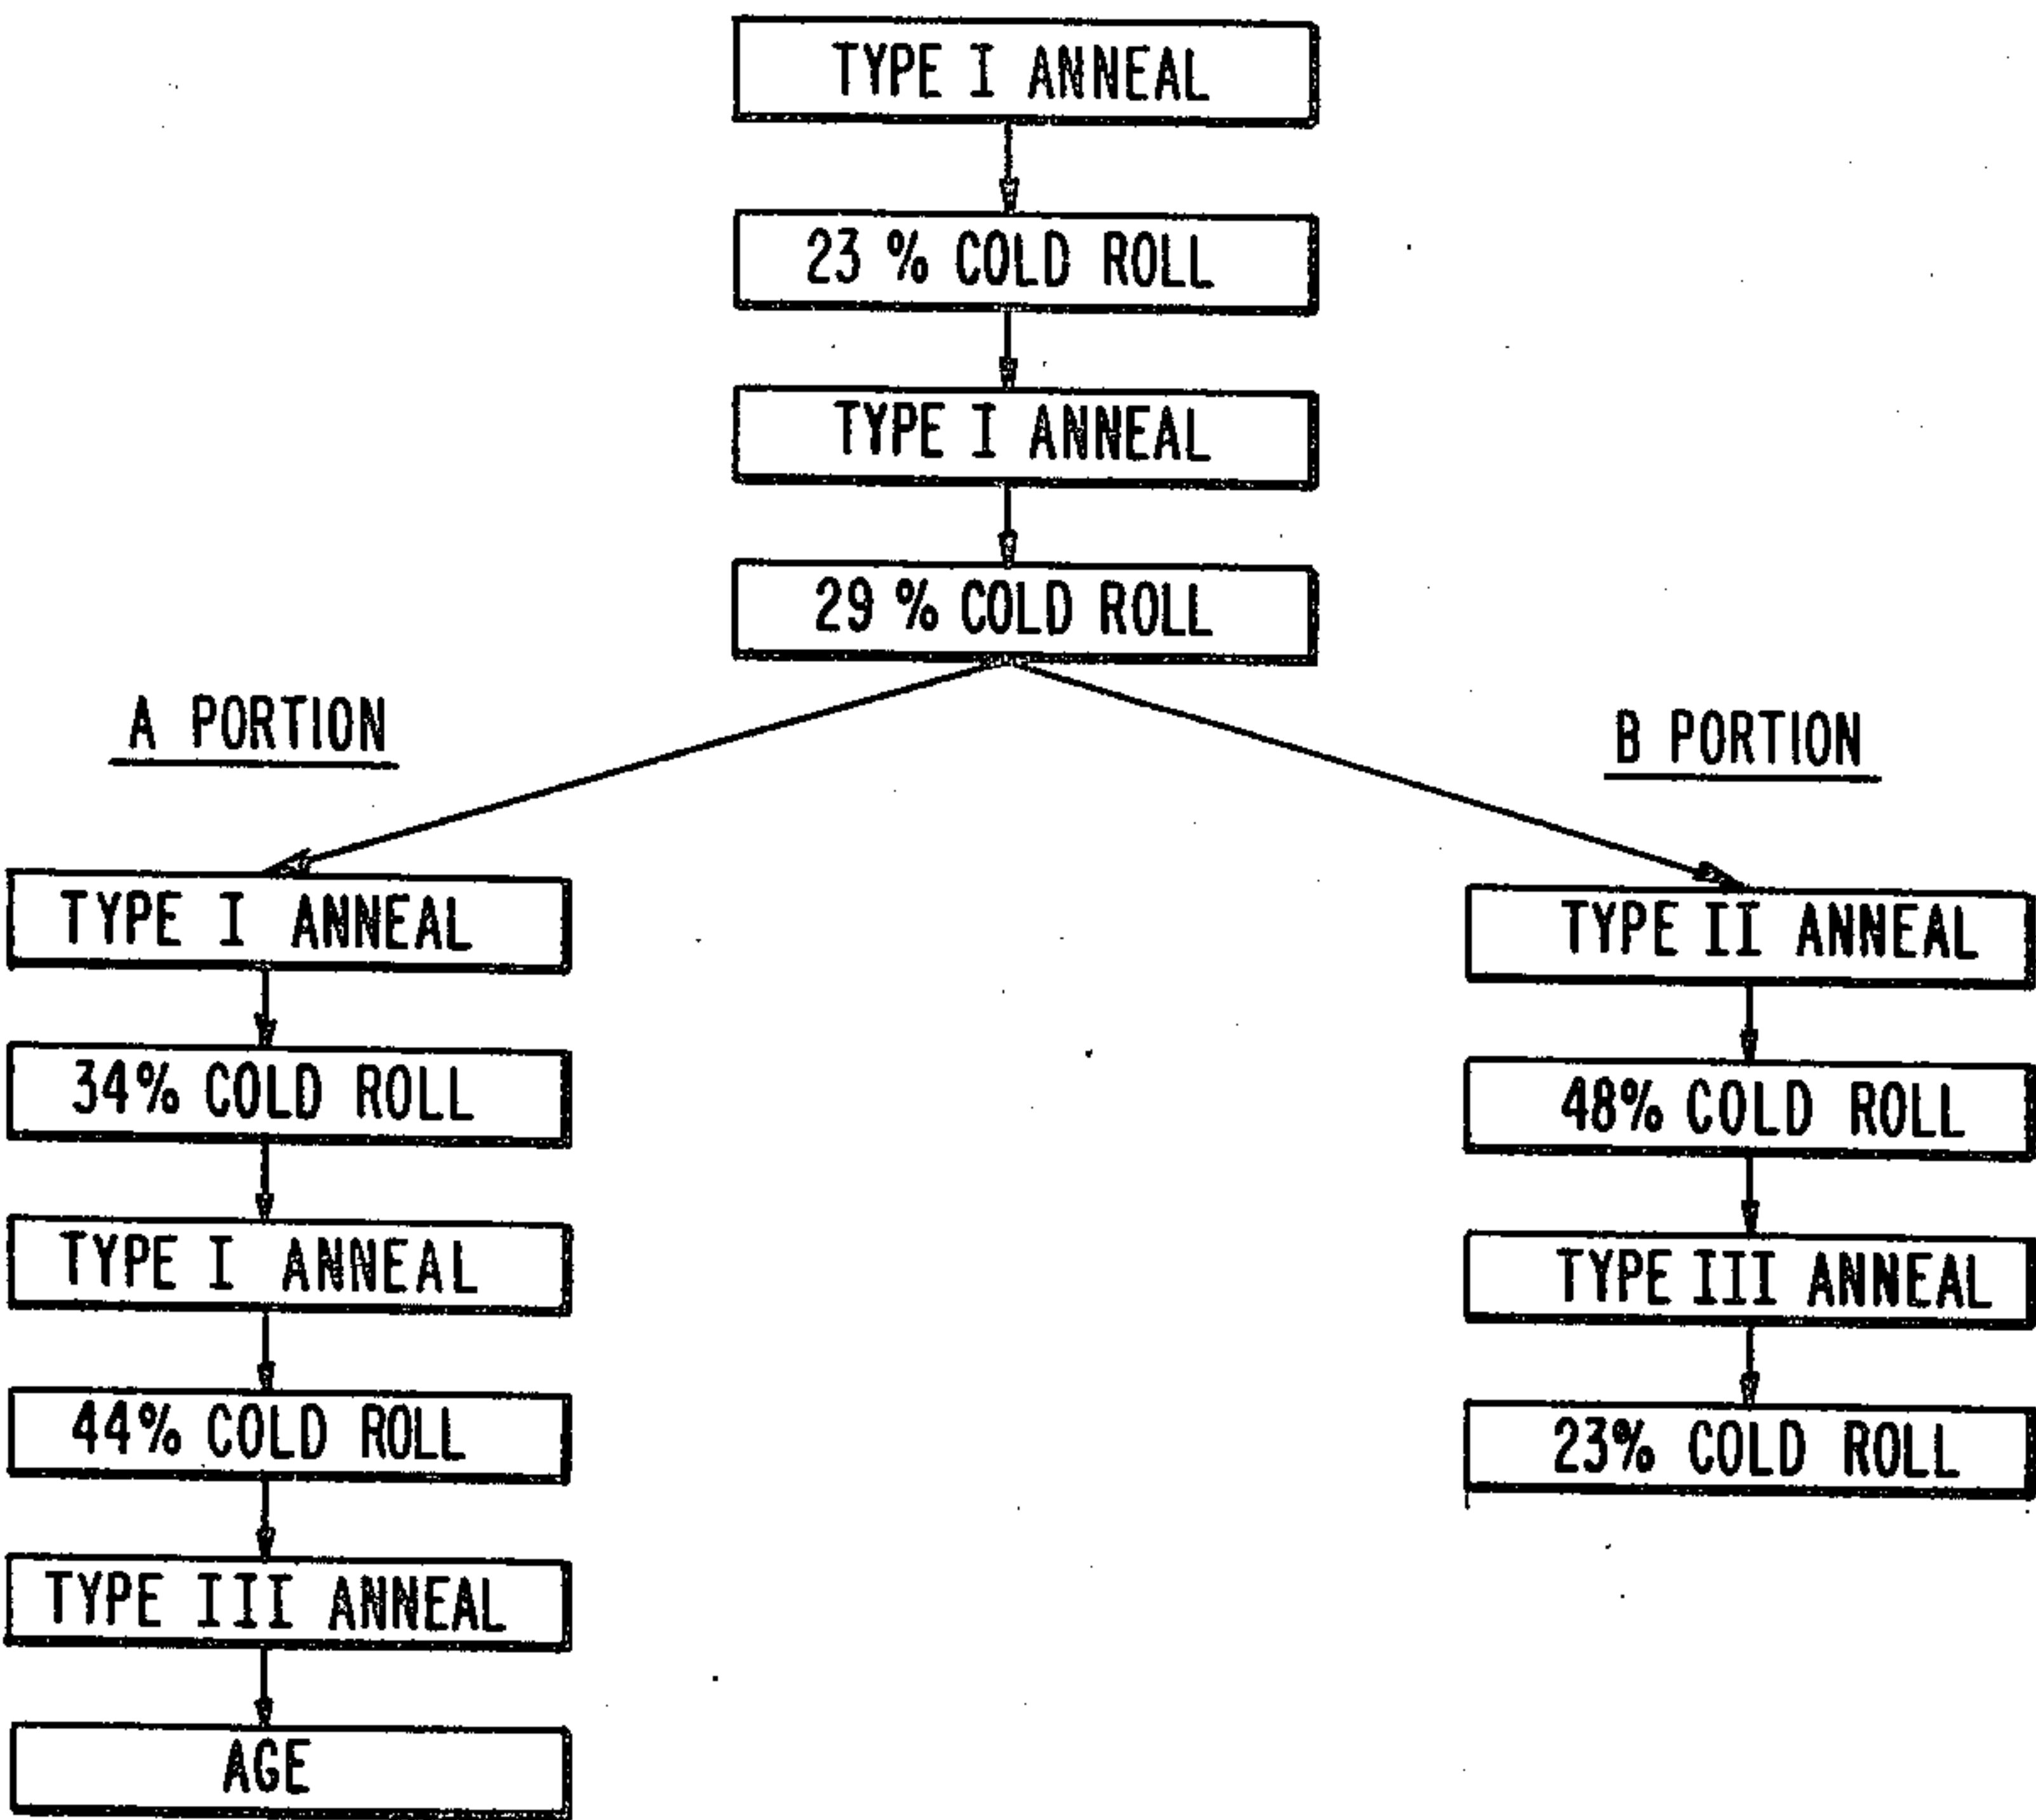 TYPE I ANNEAL
23 % COLD ROLL
TYPE I ANNEAL
29 % COLD ROLL
A PORTION
TYPE I ANNEAL
34% COLD ROLL
TYPE I ANNEAL
44% COLD ROLL
TYPE III ANNEAL
AGE
B PORTION
TYPE II ANNEAL
48% COLD ROLL
TYPE III ANNEAL
23% COLD ROLL